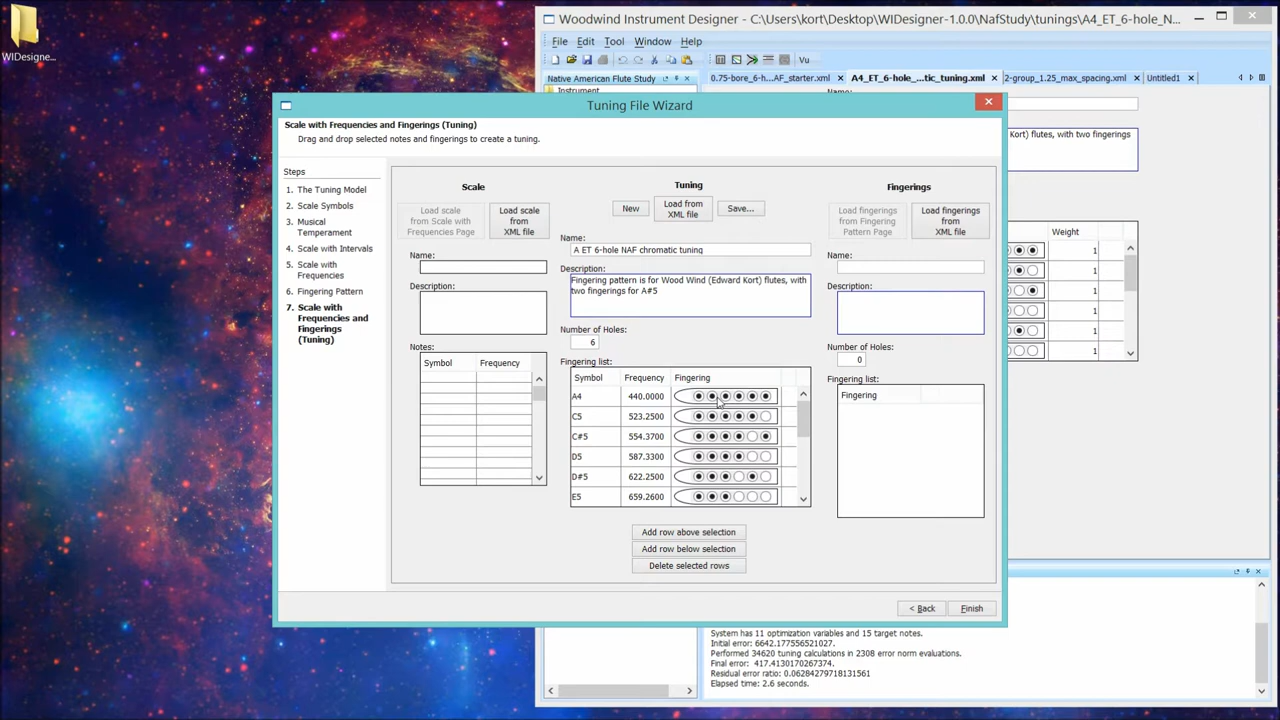 WIDesigne...
Woodwind Instrument Designer - C:\Users\kort\Desktop\WIDesigner-1.0.0\NafStudy\tunings\A4_ET_6-hole_N...
File Edit Tool Window Help
Vu
Native American Flute Study
0.75-bore_6-h...AF_starter.xml
A4_ET_6-hole_...tic_tuning.xml
2-group_1.25_max_spacing.xml
Untitled1
Instrument
Name:
Tuning File Wizard
Scale with Frequencies and Fingerings (Tuning)
Drag and drop selected notes and fingerings to create a tuning.
Kort) flutes, with two fingerings
Steps
1. The Tuning Model
2. Scale Symbols
3. Musical
Temperament
4. Scale with Intervals
5. Scale with
Frequencies
6. Fingering Pattern
7. Scale with
Frequencies and
Fingerings
(Tuning)
Scale
Load scale
from Scale with
Frequencies Page
Load scale
from
XML file
Name:
Description:
Notes:
Symbol Frequency
Tuning
New
Load from
XML file
Save...
Name:
A ET 6-hole NAF chromatic tuning
Description:
Fingering pattern is for Wood Wind (Edward Kort) flutes, with
two fingerings for A#5
Number of Holes:
6
Fingering list:
Symbol Frequency Fingering
A4 440.0000
C5 523.2500
C#5 554.3700
D5 587.3300
D#5 622.2500
E5 659.2600
Add row above selection
Add row below selection
Delete selected rows
Fingerings
Load fingerings
from Fingering
Pattern Page
Load fingerings
from
XML file
Name:
Description:
Number of Holes:
0
Fingering list:
Fingering
Weight
1
1
1
1
1
1
< Back
Finish
System has 11 optimization variables and 15 target notes.
Initial error: 6642.177556521027.
Performed 34620 tuning calculations in 2308 error norm evaluations.
Final error: 417.4130170267374.
Residual error ratio: 0.06284279718131561
Elapsed time: 2.6 seconds.